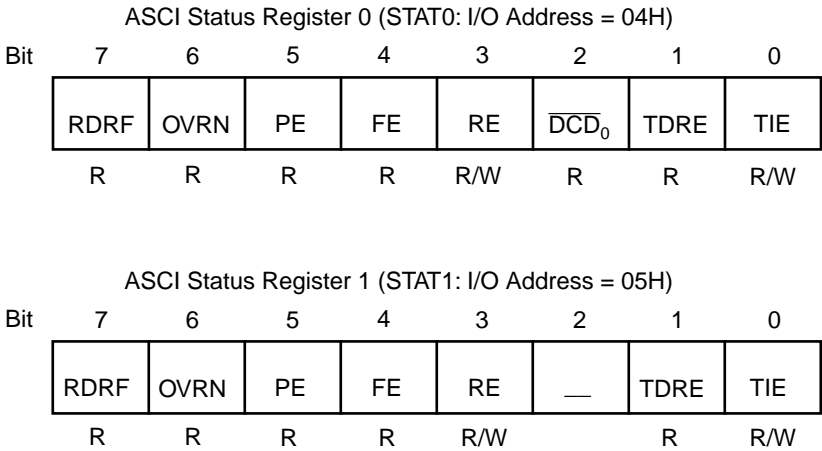 ASCI Status Register 0 (STAT0: I/O Address = 04H)
Bit 7 6 5 4 3 2 1 0
RDRF OVRN PE FE RE D̅C̅D̅₀ TDRE TIE
R R R R R/W R R R/W
ASCI Status Register 1 (STAT1: I/O Address = 05H)
Bit 7 6 5 4 3 2 1 0
RDRF OVRN PE FE RE __ TDRE TIE
R R R R R/W R R/W